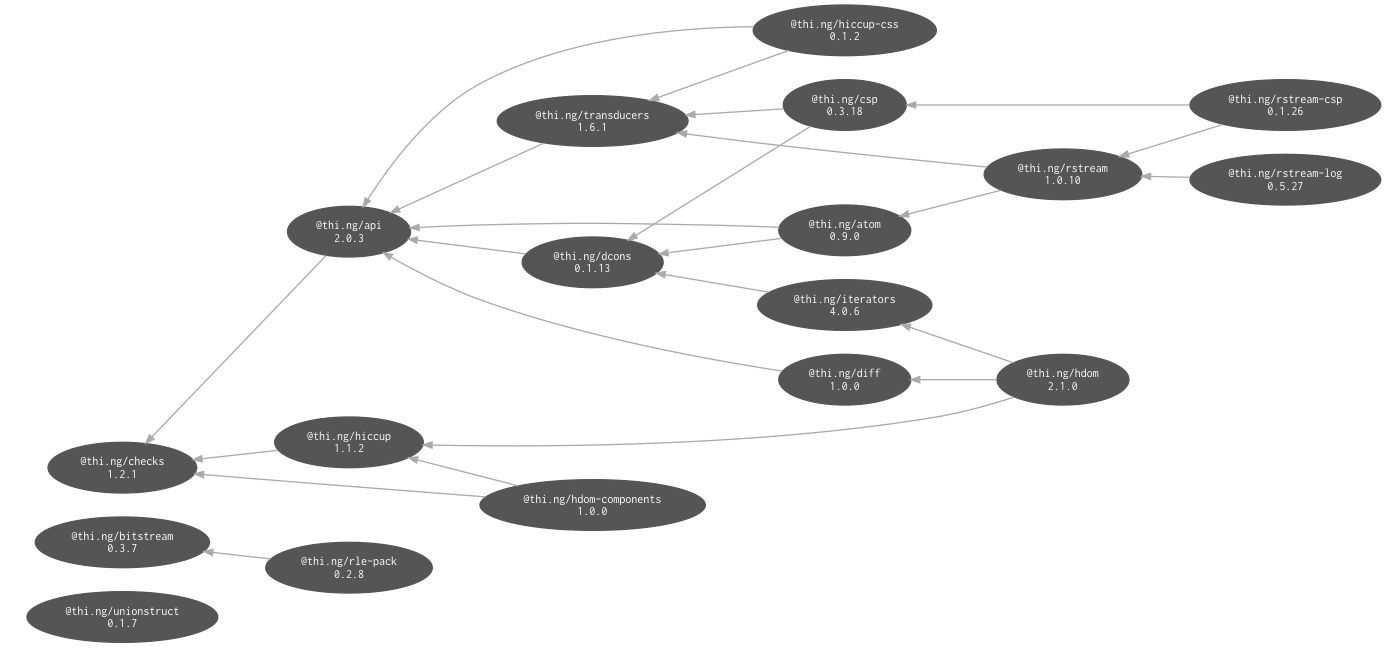 @thi.ng/hiccup-css
0.1.2
@thi.ng/csp
0.3.18
@thi.ng/rstream-csp
0.1.26
@thi.ng/transducers
1.6.1
@thi.ng/rstream
1.0.10
@thi.ng/rstream-log
0.5.27
@thi.ng/api
2.0.3
@thi.ng/atom
0.9.0
@thi.ng/dcons
0.1.13
@thi.ng/iterators
4.0.6
@thi.ng/diff
1.0.0
@thi.ng/hdom
2.1.0
@thi.ng/hiccup
1.1.2
@thi.ng/checks
1.2.1
@thi.ng/hdom-components
1.0.0
@thi.ng/bitstream
0.3.7
@thi.ng/rle-pack
0.2.8
@thi.ng/unionstruct
0.1.7